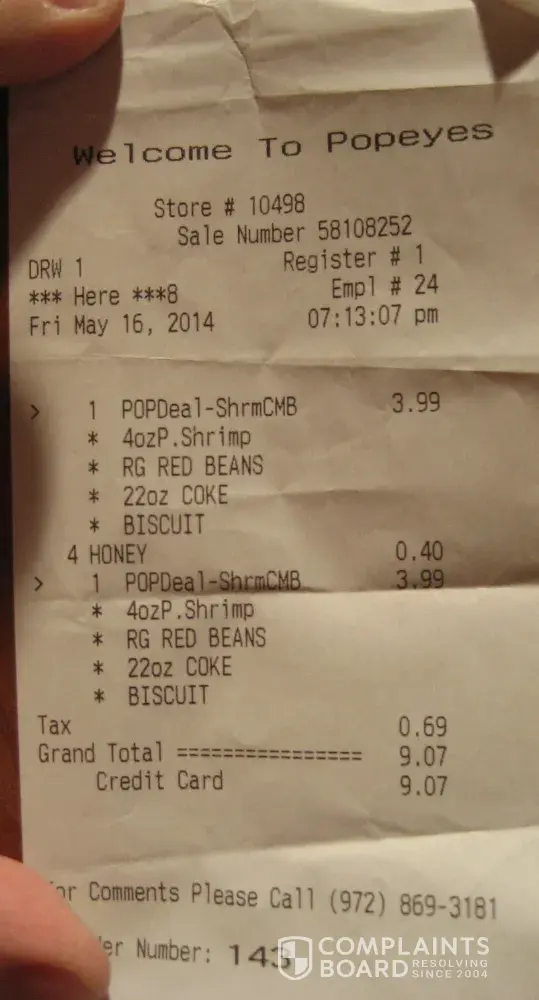 Welcome To Popeyes
Store # 10498
Sale Number 58108252
DRW 1 Register # 1
*** Here ***8 Empl # 24
Fri May 16, 2014 07:13:07 pm
> 1 POPDeal-ShrmCMB 3.99
* 4ozP.Shrimp
* RG RED BEANS
* 22oz COKE
* BISCUIT
4 HONEY 0.40
> 1 POPDeal-ShrmCMB 3.99
* 4ozP.Shrimp
* RG RED BEANS
* 22oz COKE
* BISCUIT
Tax 0.69
Grand Total ================ 9.07
Credit Card 9.07
or Comments Please Call (972) 869-3181
er Number: 143
COMPLAINTS
BOARD RESOLVING SINCE 2004